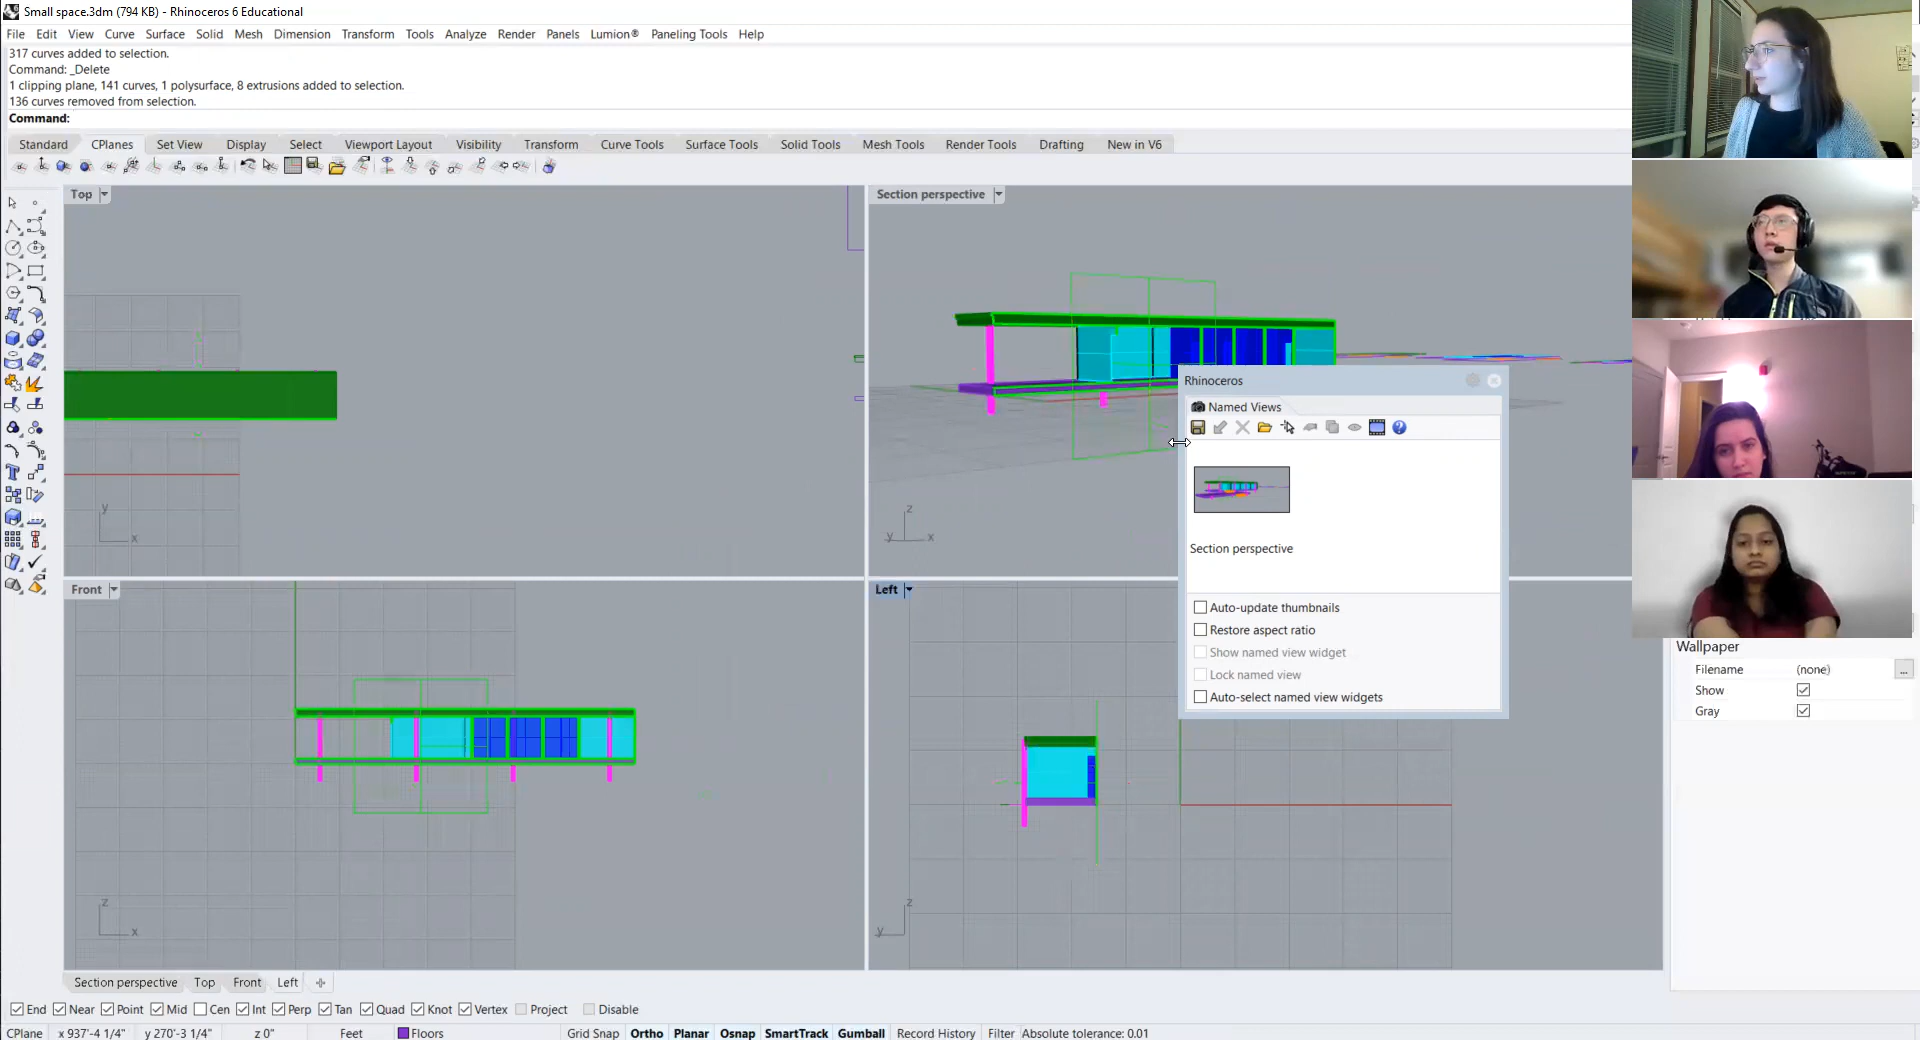 Small space.3dm (794 KB) - Rhinoceros 6 Educational
File Edit View Curve Surface Solid Mesh Dimension Transform Tools Analyze Render Panels Lumion® Paneling Tools Help
317 curves added to selection.
Command: _Delete
1 clipping plane, 141 curves, 1 polysurface, 8 extrusions added to selection.
136 curves removed from selection.
Command:
Standard CPlanes Set View Display Select Viewport Layout Visibility Transform Curve Tools Surface Tools Solid Tools Mesh Tools Render Tools Drafting New in V6
Top
Section perspective
Rhinoceros
Named Views
Section perspective
Auto-update thumbnails
Restore aspect ratio
Show named view widget
Lock named view
Auto-select named view widgets
y
x
z
y
x
Front
Left
z
x
z
y
Wallpaper
Filename (none) ...
Show
Gray
Section perspective Top Front Left
End Near Point Mid Cen Int Perp Tan Quad Knot Vertex Project Disable
CPlane x 937'-4 1/4" y 270'-3 1/4" z 0" Feet Floors Grid Snap Ortho Planar Osnap SmartTrack Gumball Record History Filter Absolute tolerance: 0.01